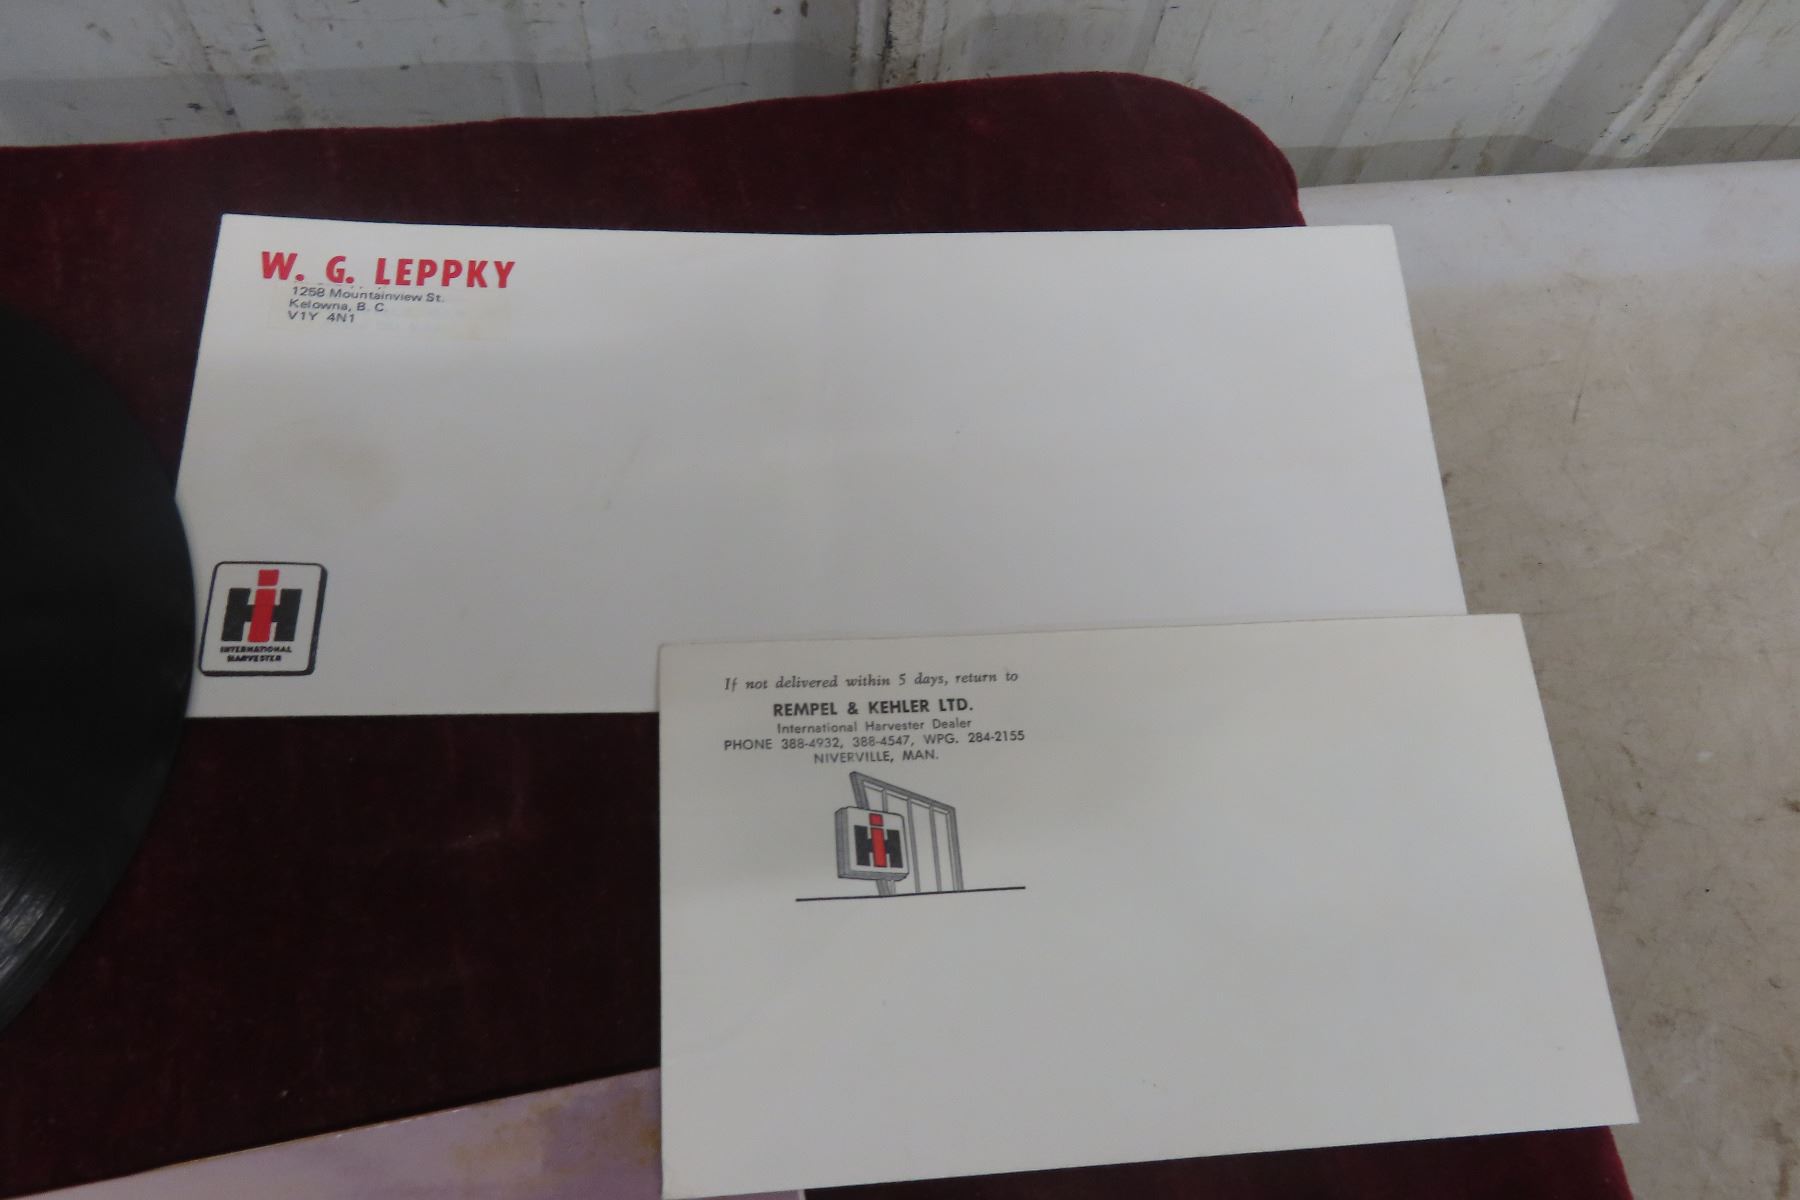 W. G. LEPPKY
1258 Mountainview St.
Kelowna, B. C.
V1Y 4N1
IH
INTERNATIONAL
HARVESTER
If not delivered within 5 days, return to
REMPEL & KEHLER LTD.
International Harvester Dealer
PHONE 388-4932, 388-4547, WPG. 284-2155
NIVERVILLE, MAN.
IH